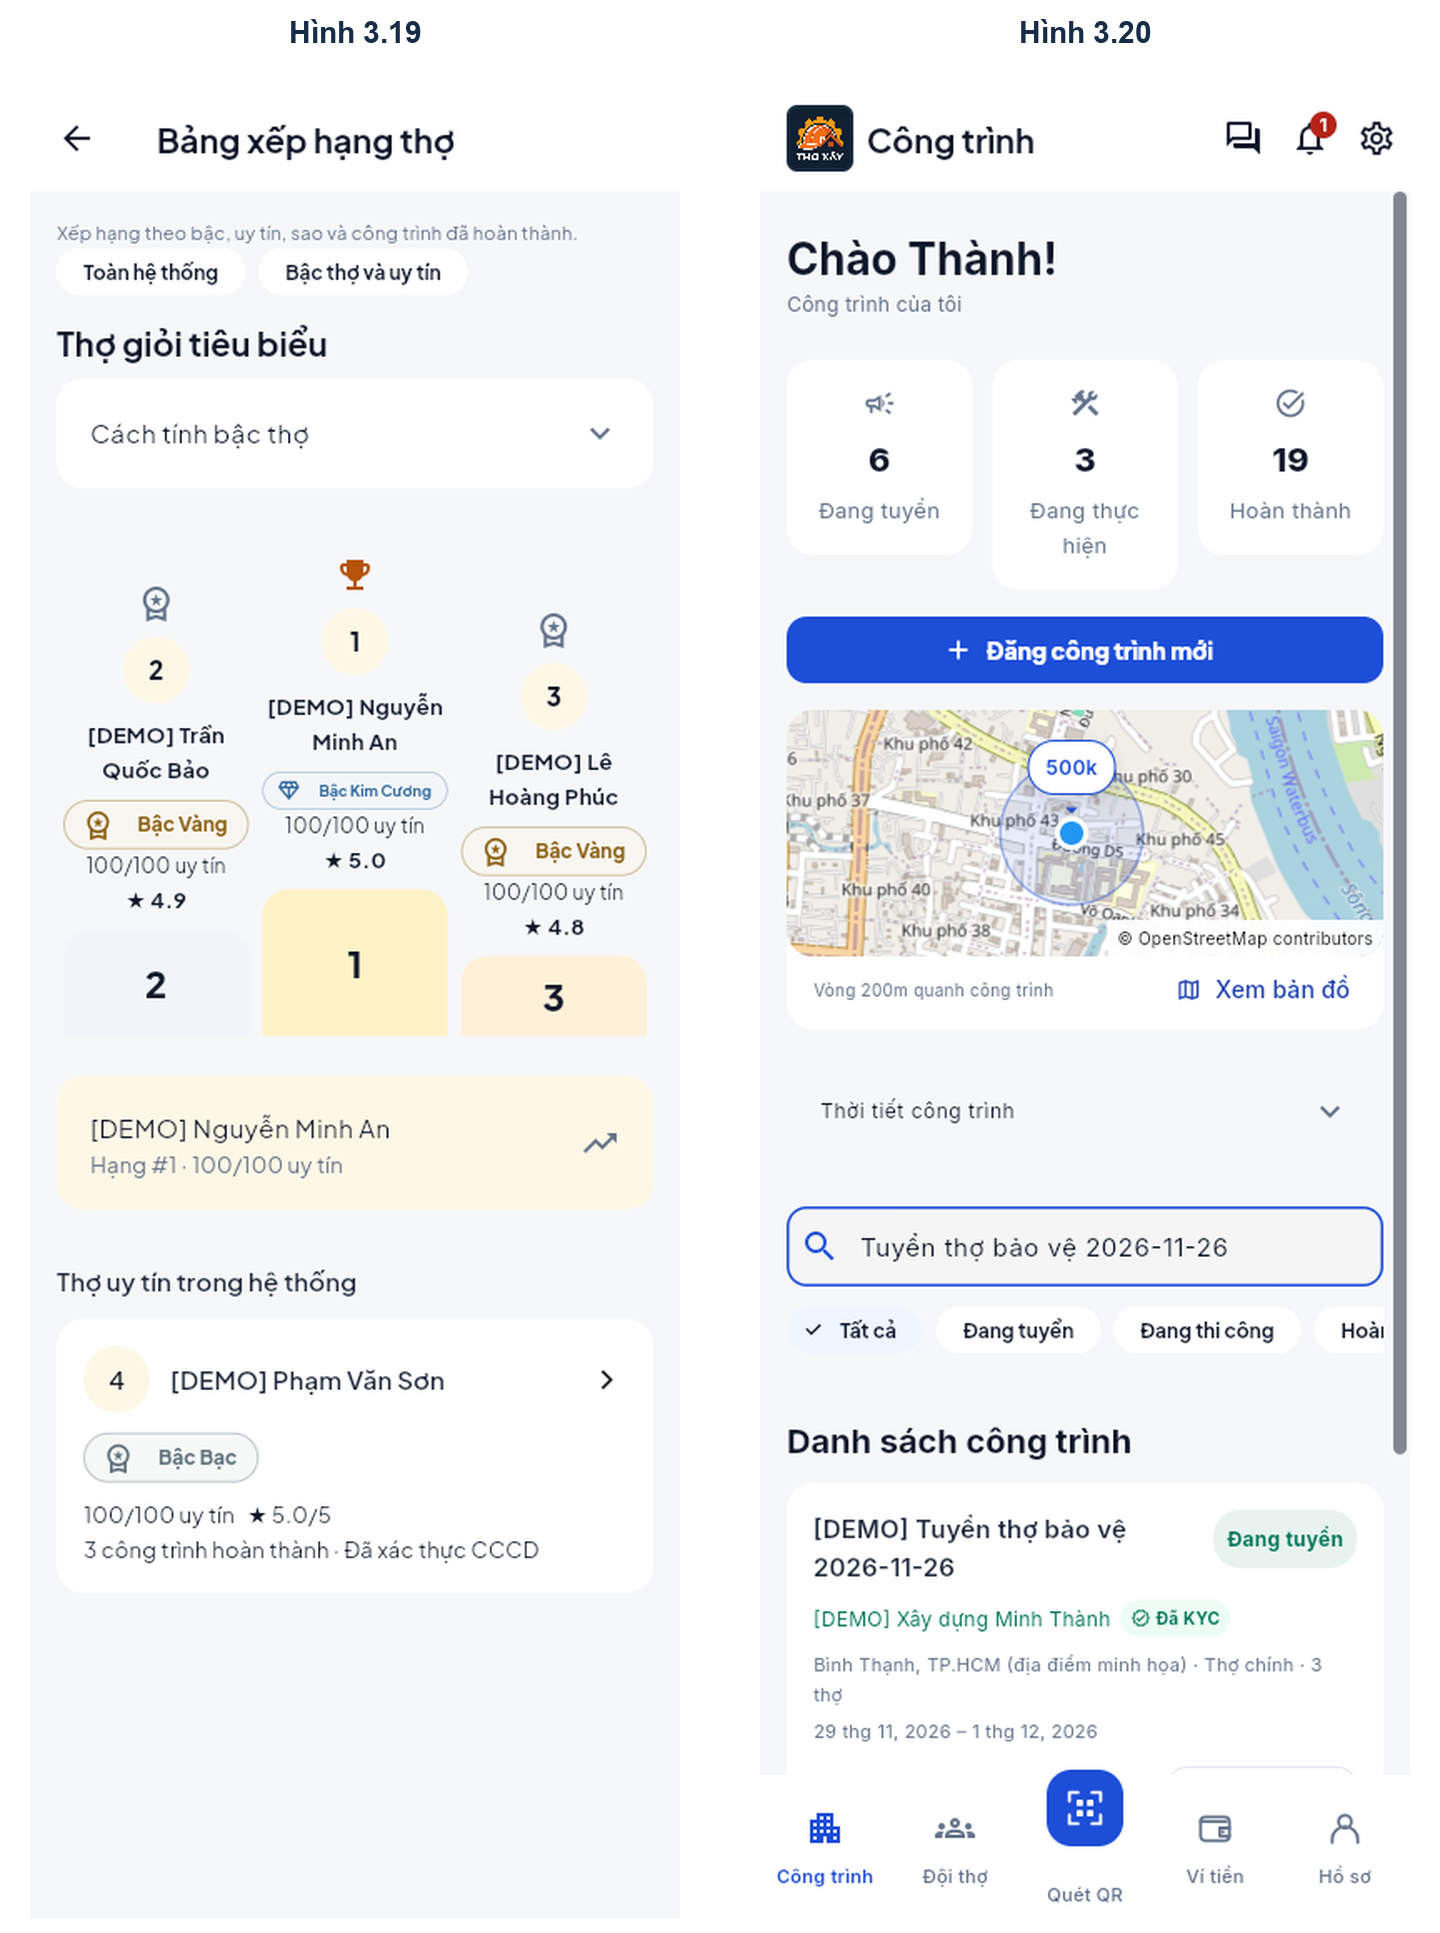 Hình 3.19
Bảng xếp hạng thợ
Xếp hạng theo bậc, uy tín, sao và công trình đã hoàn thành.
Toàn hệ thống
Bậc thợ và uy tín
Thợ giỏi tiêu biểu
Cách tính bậc thợ
2
[DEMO] Trần
Quốc Bảo
Bậc Vàng
100/100 uy tín
★ 4.9
2
1
[DEMO] Nguyễn
Minh An
Bậc Kim Cương
100/100 uy tín
★ 5.0
1
3
[DEMO] Lê
Hoàng Phúc
Bậc Vàng
100/100 uy tín
★ 4.8
3
[DEMO] Nguyễn Minh An
Hạng #1 · 100/100 uy tín
Thợ uy tín trong hệ thống
4
[DEMO] Phạm Văn Sơn
Bậc Bạc
100/100 uy tín ★ 5.0/5
3 công trình hoàn thành · Đã xác thực CCCD
Hình 3.20
THỢ XÂY
Công trình
1
Chào Thành!
Công trình của tôi
6
Đang tuyển
3
Đang thực
hiện
19
Hoàn thành
+ Đăng công trình mới
Khu phố 42
500k
Khu phố 37
Khu phố 43
Khu phố 45
Khu phố 40
Khu phố 34
Khu phố 38
Saigon Waterbus
© OpenStreetMap contributors
Vòng 200m quanh công trình
Xem bản đồ
Thời tiết công trình
Tuyển thợ bảo vệ 2026-11-26
Tất cả
Đang tuyển
Đang thi công
Danh sách công trình
[DEMO] Tuyển thợ bảo vệ
2026-11-26
Đang tuyển
[DEMO] Xây dựng Minh Thành
Đã KYC
Bình Thạnh, TP.HCM (địa điểm minh họa) · Thợ chính · 3
thợ
29 thg 11, 2026 – 1 thg 12, 2026
Công trình
Đội thợ
Quét QR
Ví tiền
Hồ sơ